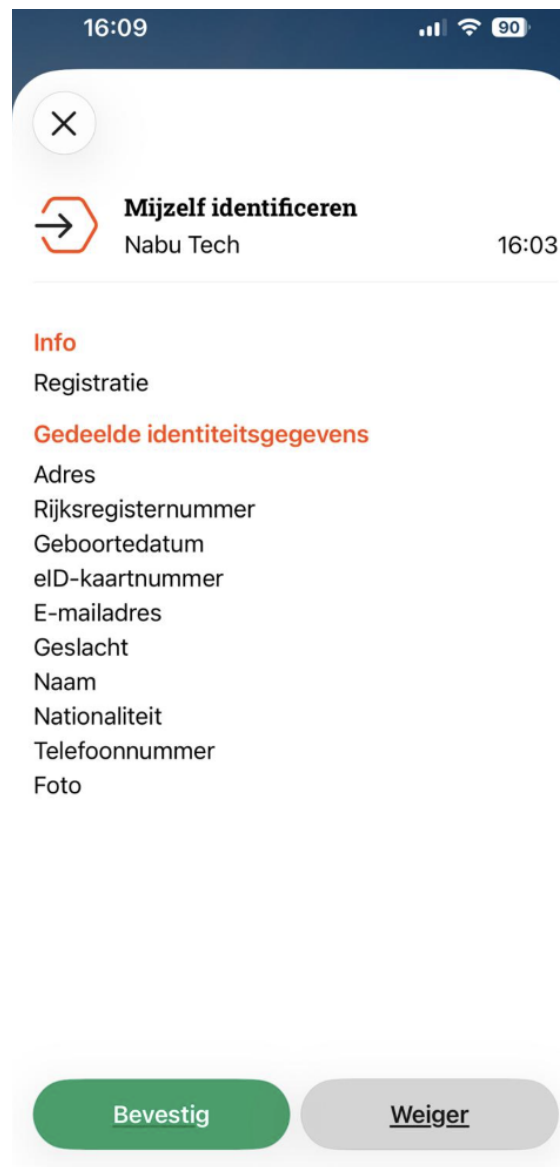 16:09
90
Mijzelf identificeren
Nabu Tech
16:03
Info
Registratie
Gedeelde identiteitsgegevens
Adres
Rijksregisternummer
Geboortedatum
eID-kaartnummer
E-mailadres
Geslacht
Naam
Nationaliteit
Telefoonnummer
Foto
Bevestig
Weiger